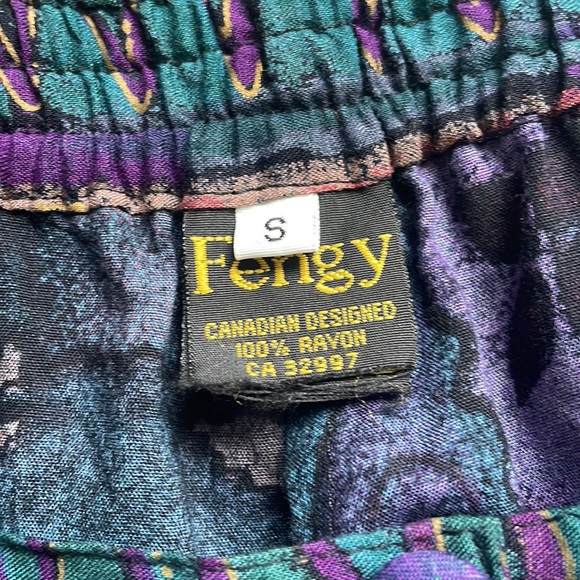 S
Fengy
CANADIAN DESIGNED
100% RAYON
CA 32997